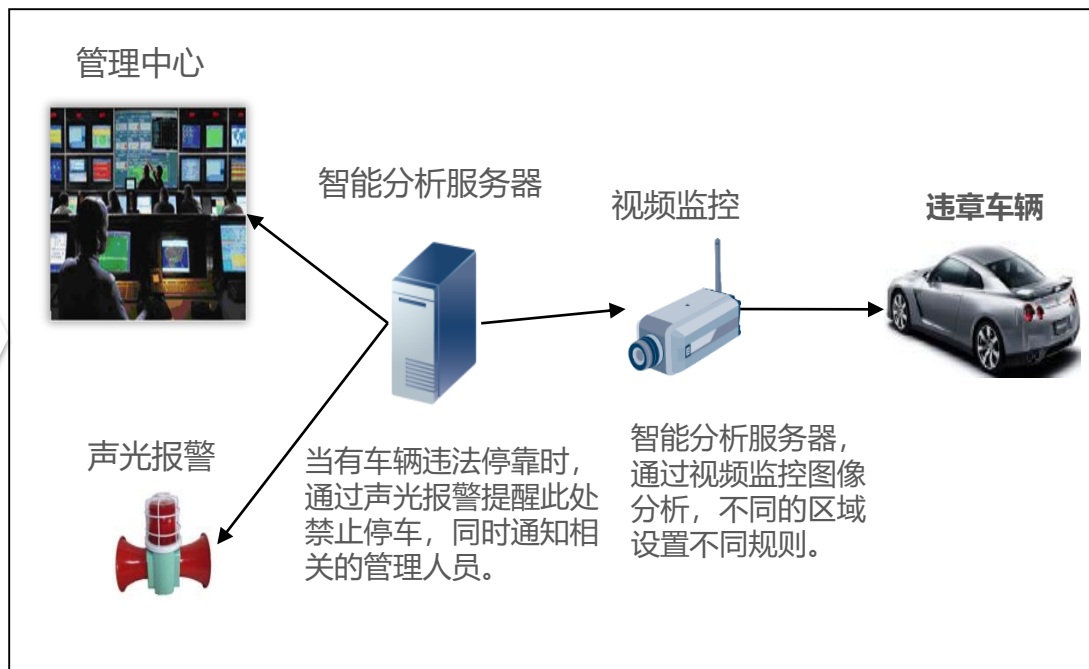 管理中心
智能分析服务器
视频监控
违章车辆
声光报警
当有车辆违法停靠时，
通过声光报警提醒此处
禁止停车，同时通知相
关的管理人员。
智能分析服务器，
通过视频监控图像
分析，不同的区域
设置不同规则。